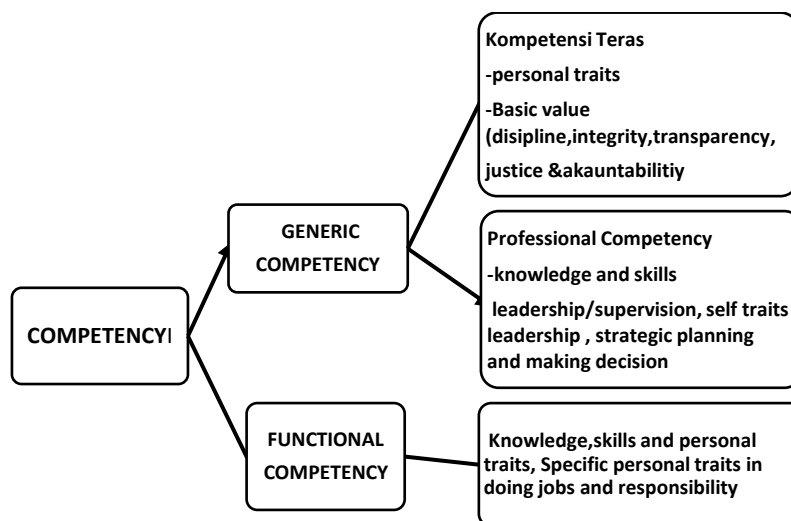 Kompetensi Teras
-personal traits
-Basic value
(disipline,integrity,transparency,
justice &akauntabilitiy
GENERIC
COMPETENCY
Professional Competency
-knowledge and skills
leadership/supervision, self traits
leadership , strategic planning
and making decision
COMPETENCY
FUNCTIONAL
COMPETENCY
Knowledge,skills and personal
traits, Specific personal traits in
doing jobs and responsibility